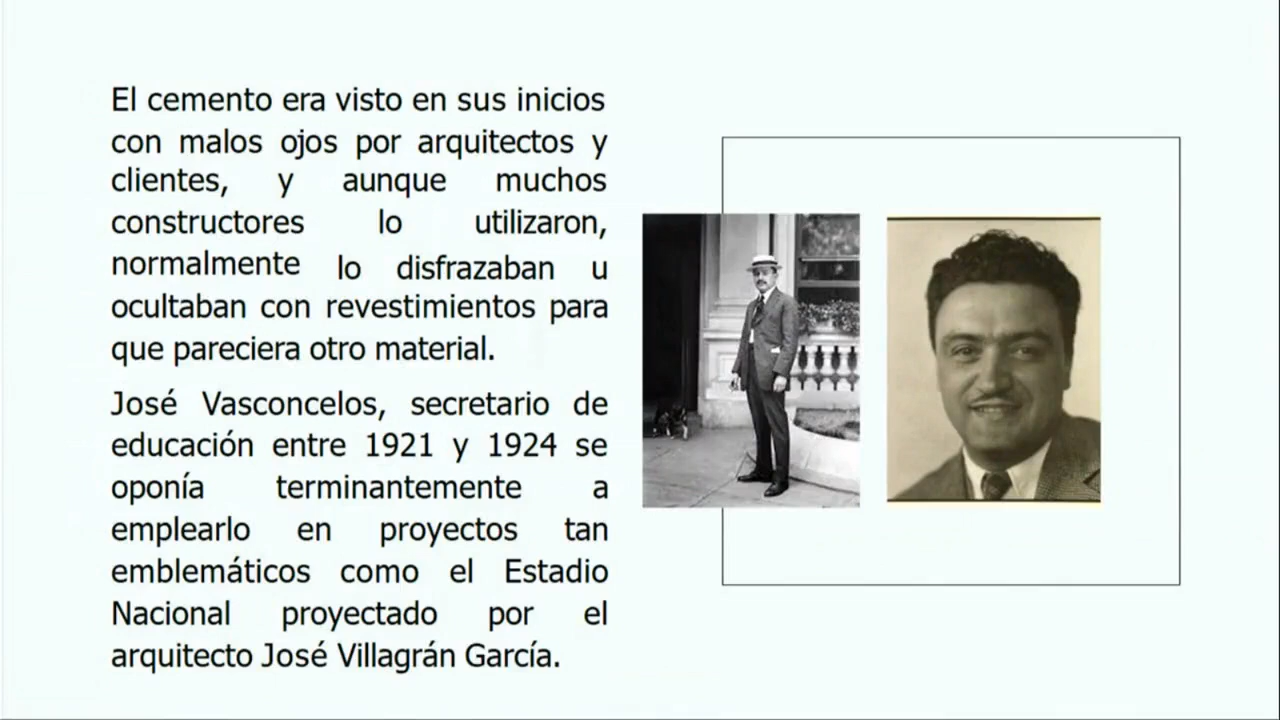 El cemento era visto en sus inicios
con malos ojos por arquitectos y
clientes, y aunque muchos
constructores lo utilizaron,
normalmente lo disfrazaban u
ocultaban con revestimientos para
que pareciera otro material.
José Vasconcelos, secretario de
educación entre 1921 y 1924 se
oponía terminantemente a
emplearlo en proyectos tan
emblemáticos como el Estadio
Nacional proyectado por el
arquitecto José Villagrán García.